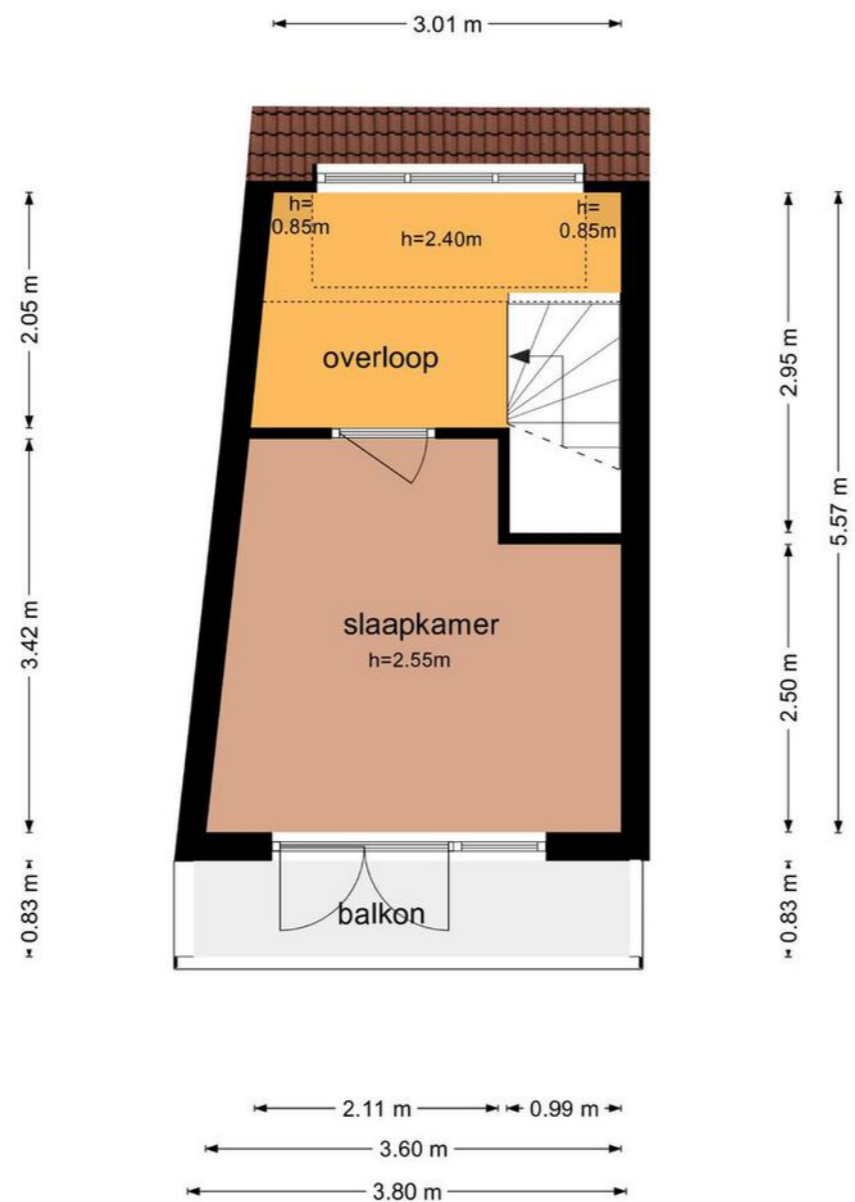 3.01 m
h=
0.85m
h=2.40m
h=
0.85m
2.05 m
2.95 m
overloop
5.57 m
slaapkamer
h=2.55m
3.42 m
2.50 m
0.83 m
balkon
0.83 m
2.11 m
0.99 m
3.60 m
3.80 m